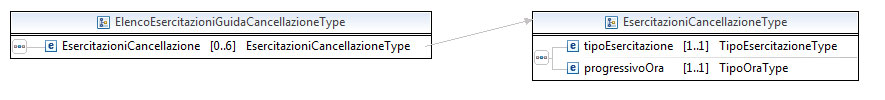 ElencoEsercitazioniGuidaCancellazioneType
EsercitazioniCancellazione [0..6] EsercitazioniCancellazioneType
EsercitazioniCancellazioneType
tipoEsercitazione [1..1] TipoEsercitazioneType
progressivoOra [1..1] TipoOraType